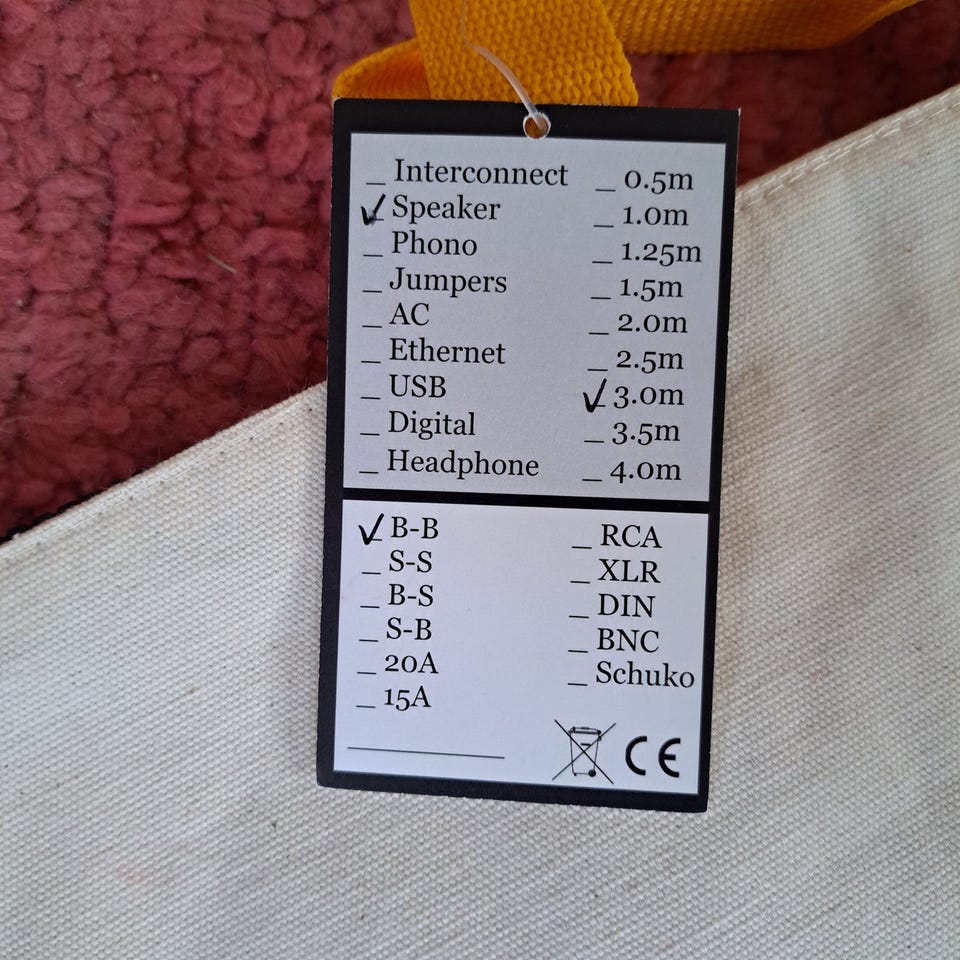 _ Interconnect _ 0.5m
✓ Speaker _ 1.0m
_ Phono _ 1.25m
_ Jumpers _ 1.5m
_ AC _ 2.0m
_ Ethernet _ 2.5m
_ USB ✓ 3.0m
_ Digital _ 3.5m
_ Headphone _ 4.0m
✓ B-B _ RCA
_ S-S _ XLR
_ B-S _ DIN
_ S-B _ BNC
_ 20A _ Schuko
_ 15A
CE